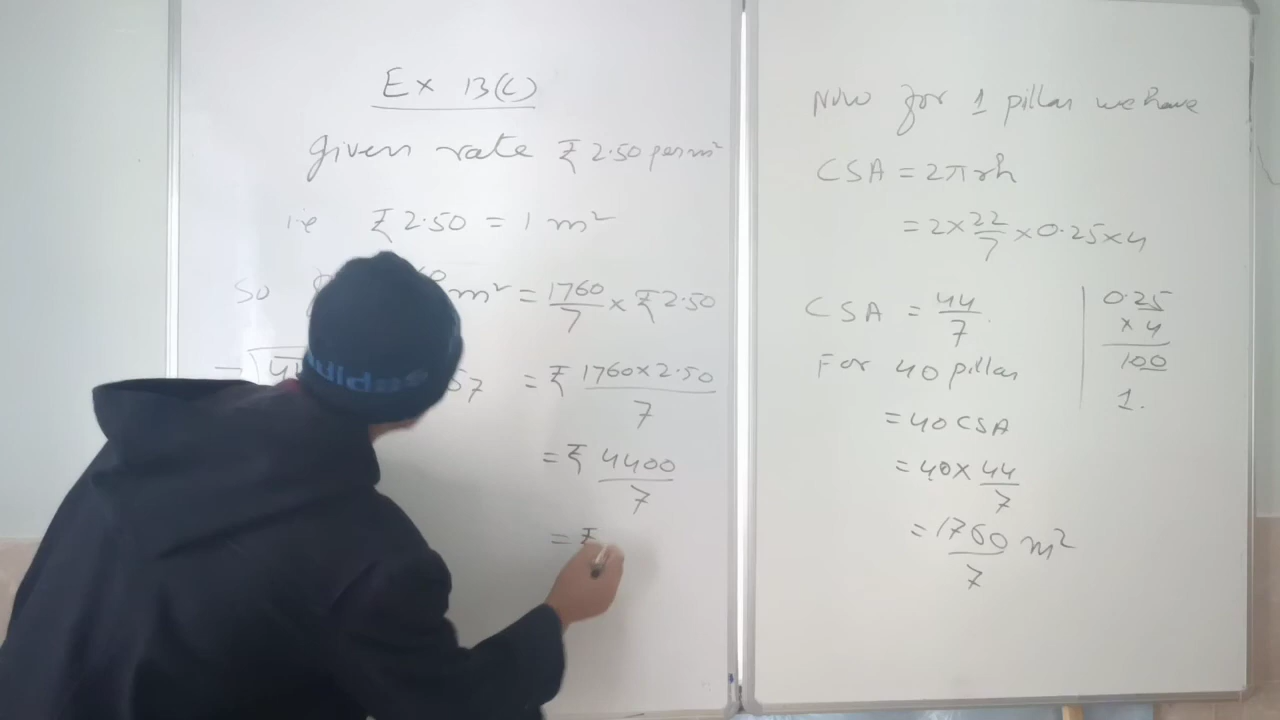 Ex 13(C)
Given rate ₹ 2.50 per m²
i.e ₹ 2.50 = 1 m²
So m² = 1760/7 × ₹ 2.50
= ₹ 1760 × 2.50 / 7
= ₹ 4400/7
= ₹
adidas
Now for 1 pillar we have
CSA = 2πrh
= 2 × 22/7 × 0.25 × 4
CSA = 44/7
For 40 pillar
= 40 CSA
= 40 × 44/7
= 1760/7 m²
0.25
× 4
100
1.